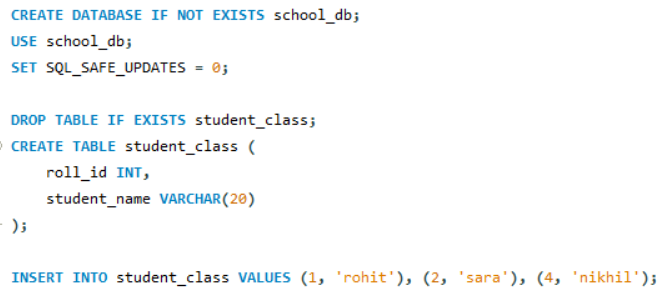 CREATE DATABASE IF NOT EXISTS school_db;
USE school_db;
SET SQL_SAFE_UPDATES = 0;
DROP TABLE IF EXISTS student_class;
CREATE TABLE student_class (
roll_id INT,
student_name VARCHAR(20)
);
INSERT INTO student_class VALUES (1, 'rohit'), (2, 'sara'), (4, 'nikhil');